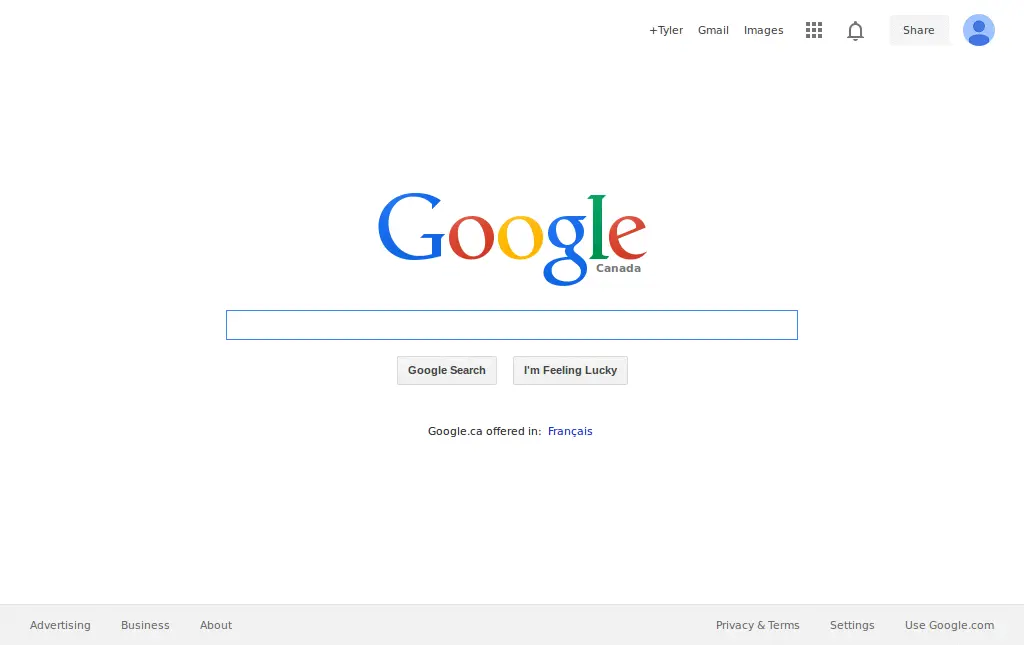 +Tyler Gmail Images Share
Google
Canada
Google Search I'm Feeling Lucky
Google.ca offered in: Français
Advertising Business About Privacy & Terms Settings Use Google.com